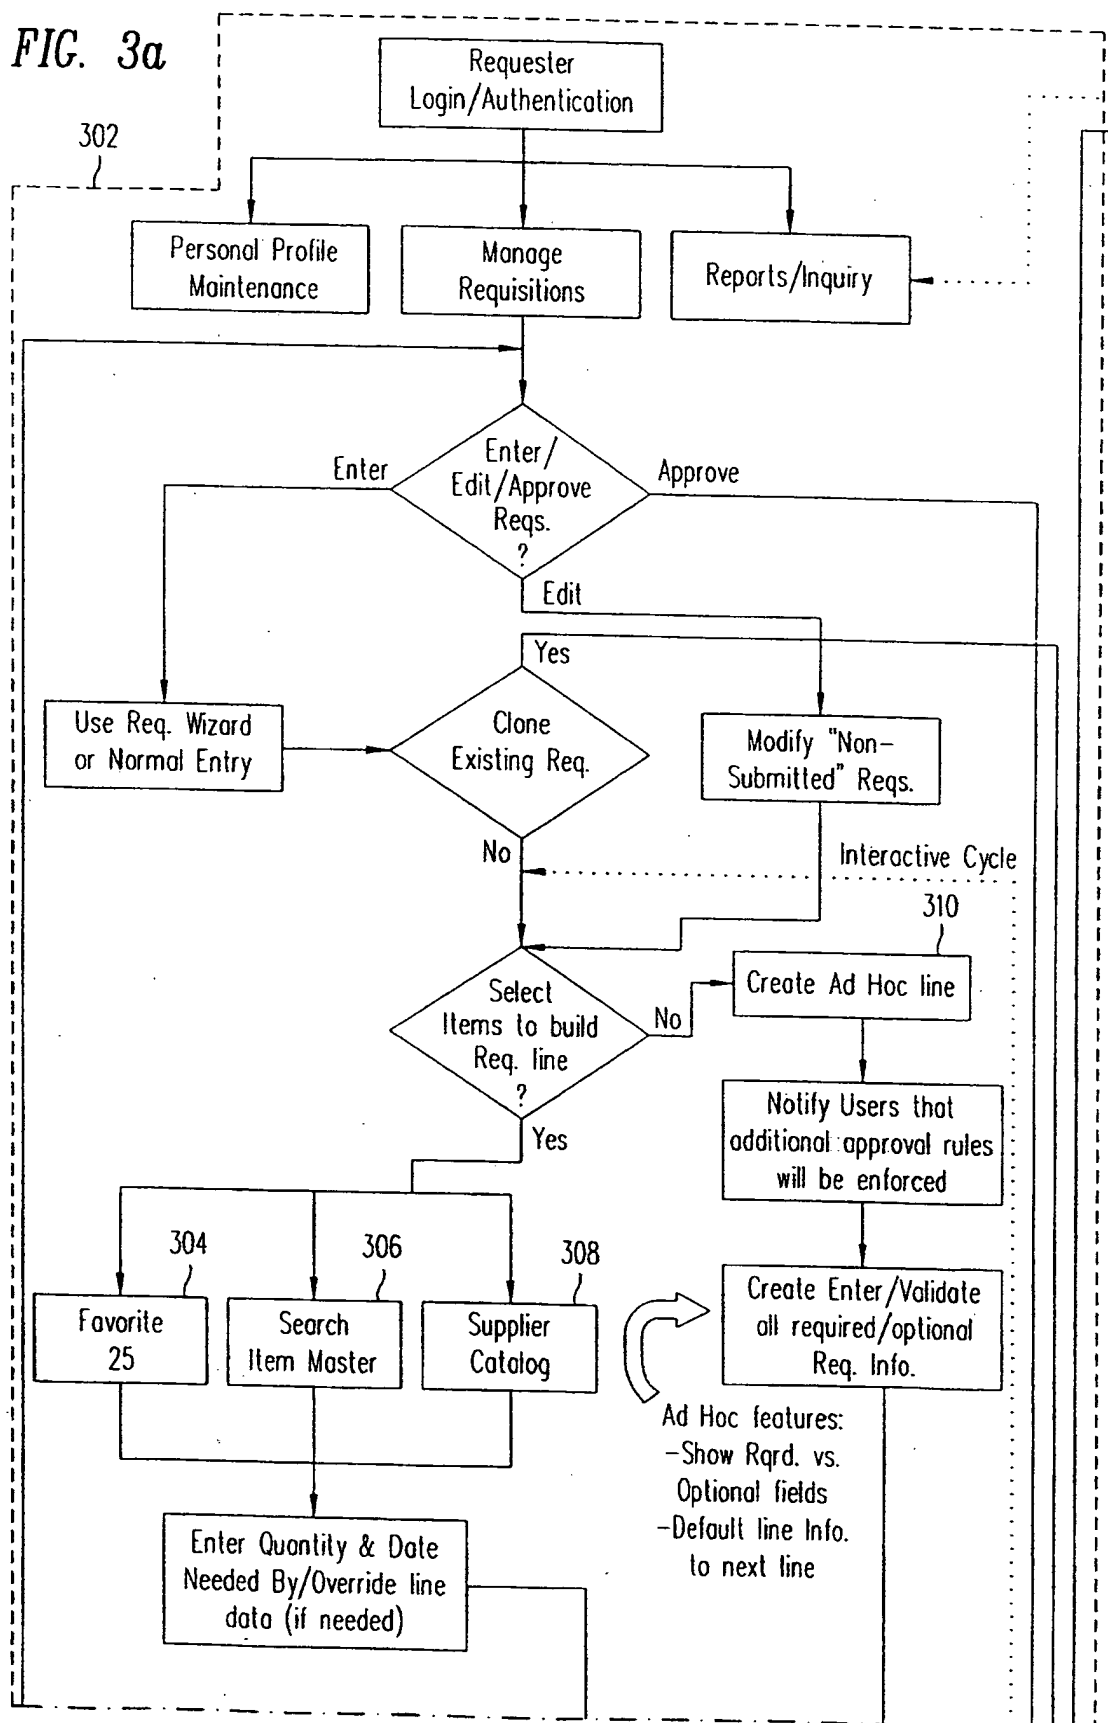 FIG. 3a
Requester
Login/Authentication
302
Personal Profile
Maintenance
Manage
Requisitions
Reports/Inquiry
Enter/
Edit/Approve
Reqs.
?
Enter
Approve
Edit
Yes
Use Req. Wizard
or Normal Entry
Clone
Existing Req.
Modify "Non-
Submitted" Reqs.
No
Interactive Cycle
310
Select
Items to build
Req. line
?
No
Create Ad Hoc line
Yes
Notify Users that
additional approval rules
will be enforced
304
306
308
Favorite
25
Search
Item Master
Supplier
Catalog
Create Enter/Validate
all required/optional
Req. Info.
Ad Hoc features:
-Show Rqrd. vs.
Optional fields
-Default line Info.
to next line
Enter Quantity & Date
Needed By/Override line
data (if needed)